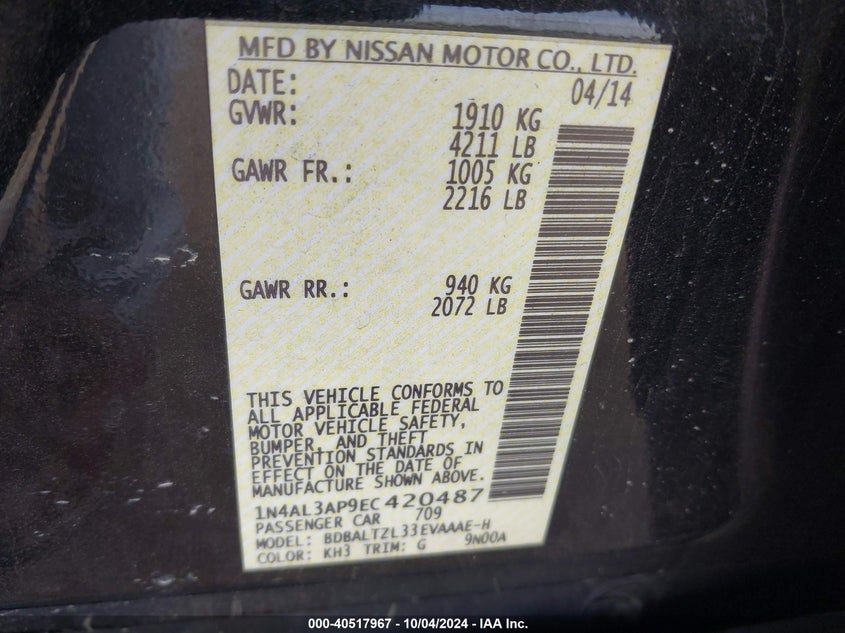 MFD BY NISSAN MOTOR CO., LTD.
DATE: 04/14
GVWR: 1910 KG
4211 LB
GAWR FR.: 1005 KG
2216 LB
GAWR RR.: 940 KG
2072 LB
THIS VEHICLE CONFORMS TO
ALL APPLICABLE FEDERAL
MOTOR VEHICLE SAFETY,
BUMPER, AND THEFT
PREVENTION STANDARDS IN
EFFECT ON THE DATE OF
MANUFACTURE SHOWN ABOVE.
1N4AL3AP9EC420487
PASSENGER CAR 709
MODEL: BDBALTZL33EVAAAE-H
COLOR: KH3 TRIM: G 9N00A
000-40517967 - 10/04/2024 - IAA Inc.